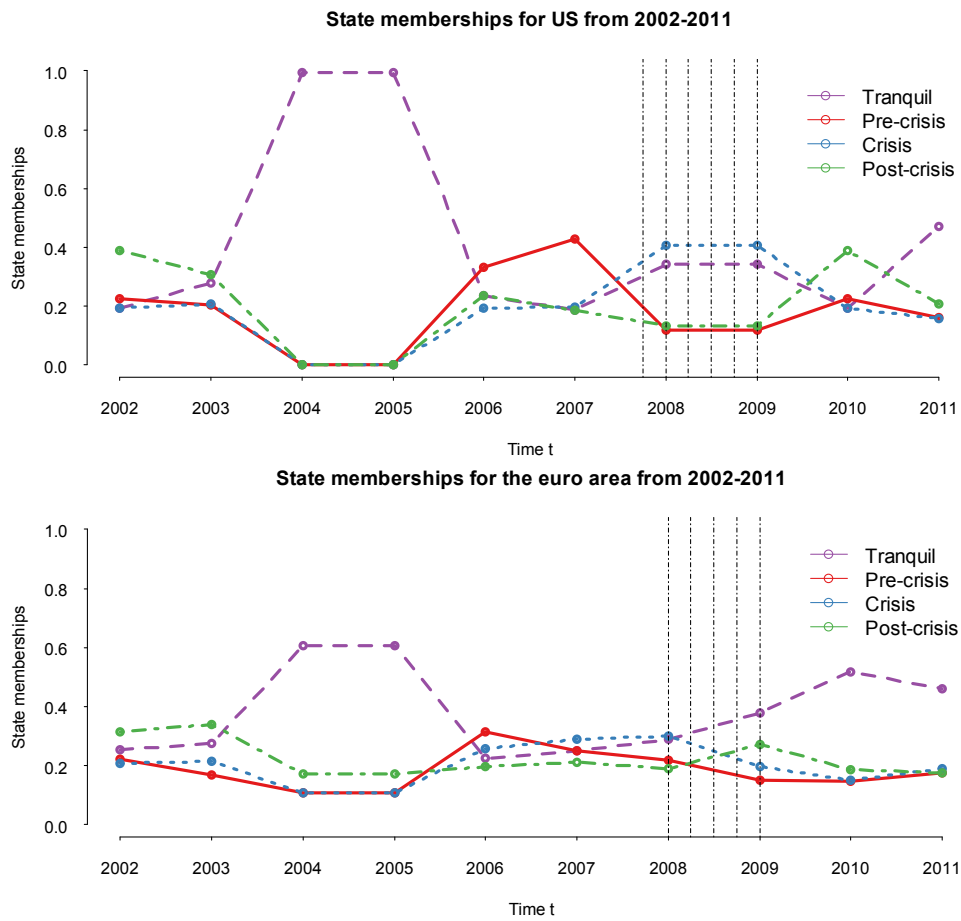 State memberships for US from 2002-2011
State memberships
1.0
0.8
0.6
0.4
0.2
0.0
Tranquil
Pre-crisis
Crisis
Post-crisis
2002 2003 2004 2005 2006 2007 2008 2009 2010 2011
Time t
State memberships for the euro area from 2002-2011
State memberships
1.0
0.8
0.6
0.4
0.2
0.0
Tranquil
Pre-crisis
Crisis
Post-crisis
2002 2003 2004 2005 2006 2007 2008 2009 2010 2011
Time t